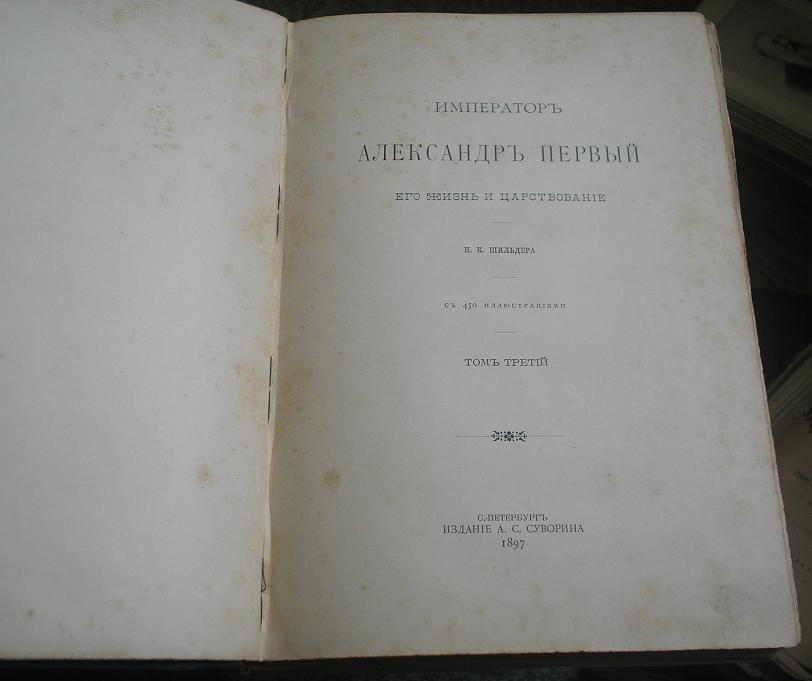 ИМПЕРАТОРЪ
АЛЕКСАНДРЪ ПЕРВЫЙ
ЕГО ЖИЗНЬ И ЦАРСТВОВАНІЕ
Н. К. ШИЛЬДЕРА
СЪ 450 ИЛЛЮСТРАЦІЯМИ
ТОМЪ ТРЕТІЙ
С.-ПЕТЕРБУРГЪ
ИЗДАНІЕ А. С. СУВОРИНА
1897